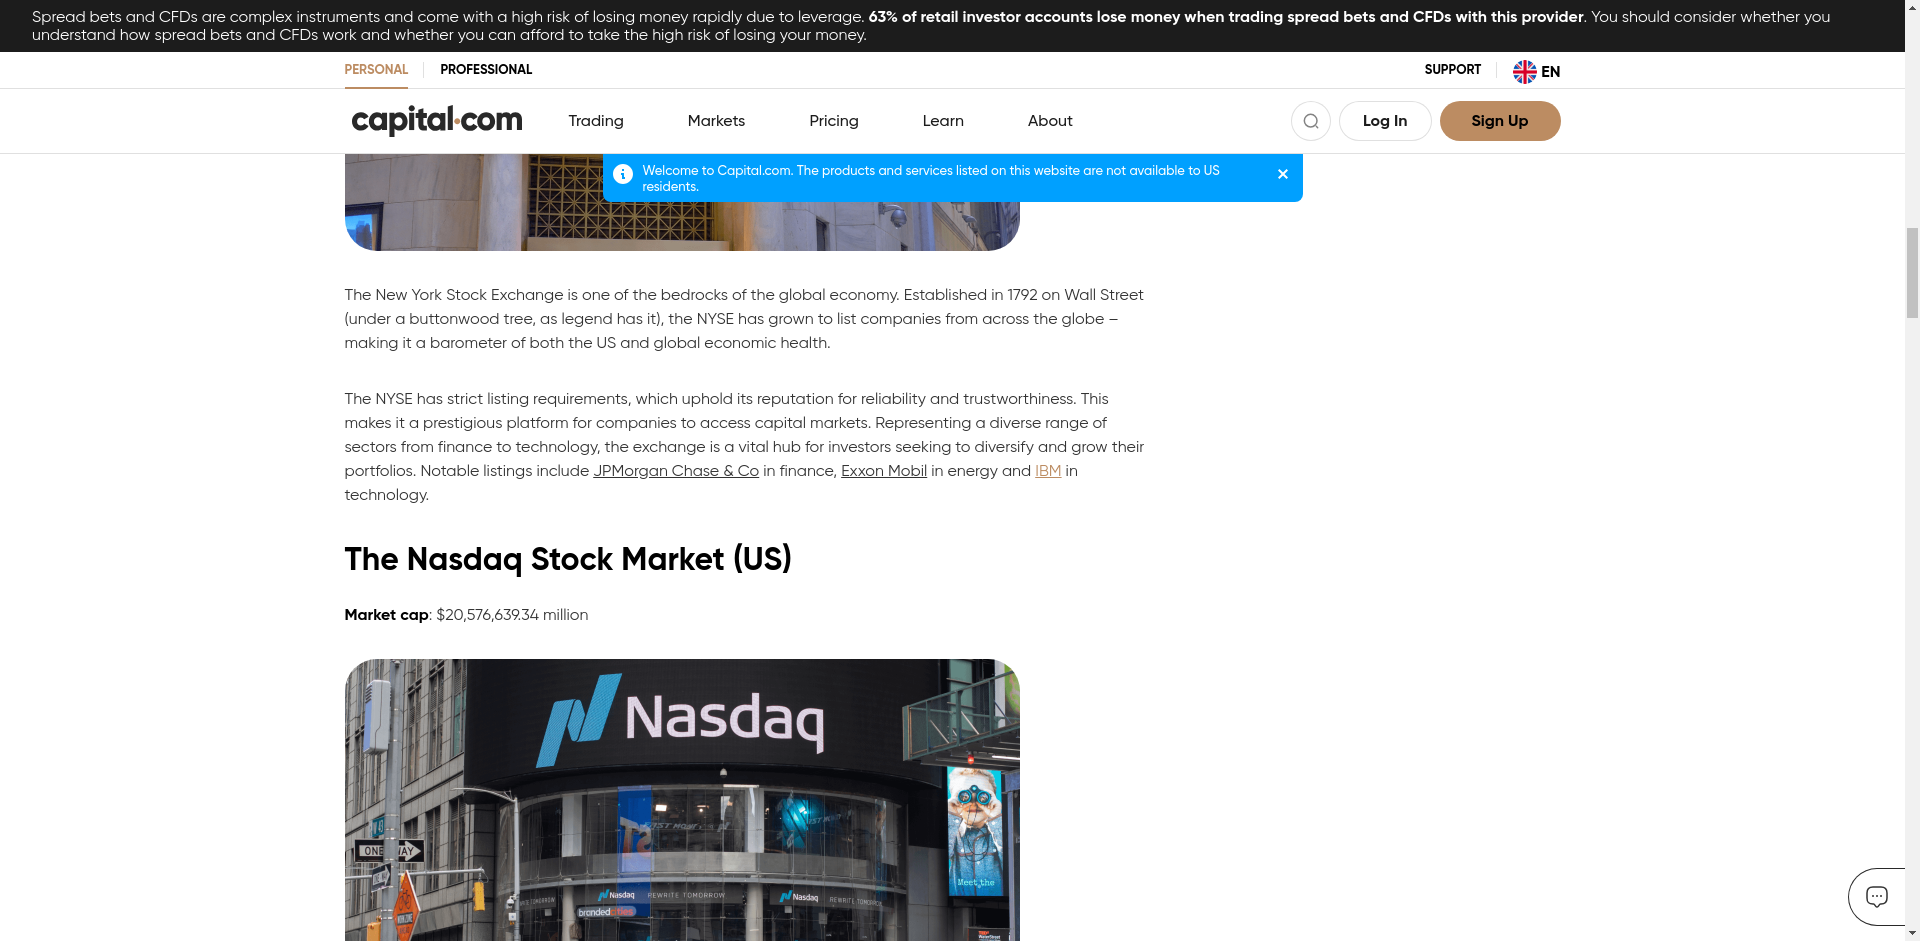 Spread bets and CFDs are complex instruments and come with a high risk of losing money rapidly due to leverage. 63% of retail investor accounts lose money when trading spread bets and CFDs with this provider. You should consider whether you
understand how spread bets and CFDs work and whether you can afford to take the high risk of losing your money.
PERSONAL
PROFESSIONAL
SUPPORT
EN
capital.com
Trading
Markets
Pricing
Learn
About
Log In
Sign Up
Welcome to Capital.com. The products and services listed on this website are not available to US
residents.
The New York Stock Exchange is one of the bedrocks of the global economy. Established in 1792 on Wall Street
(under a buttonwood tree, as legend has it), the NYSE has grown to list companies from across the globe –
making it a barometer of both the US and global economic health.
The NYSE has strict listing requirements, which uphold its reputation for reliability and trustworthiness. This
makes it a prestigious platform for companies to access capital markets. Representing a diverse range of
sectors from finance to technology, the exchange is a vital hub for investors seeking to diversify and grow their
portfolios. Notable listings include JPMorgan Chase & Co in finance, Exxon Mobil in energy and IBM in
technology.
The Nasdaq Stock Market (US)
Market cap: $20,576,639.34 million
Nasdaq
ONE WAY
Meet the
Nasdaq
REWRITE TOMORROW
Nasdaq
REWRITE TOMORROW
brandedcities